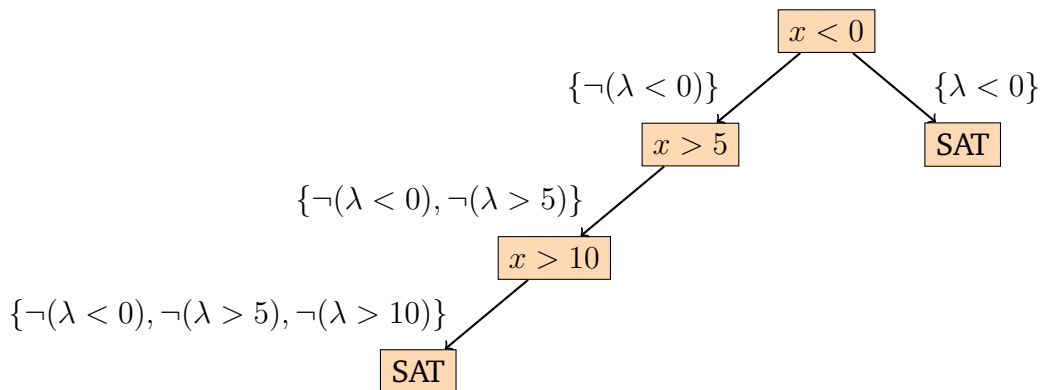 x < 0
{¬(λ < 0)}
{λ < 0}
x > 5
SAT
{¬(λ < 0), ¬(λ > 5)}
x > 10
{¬(λ < 0), ¬(λ > 5), ¬(λ > 10)}
SAT